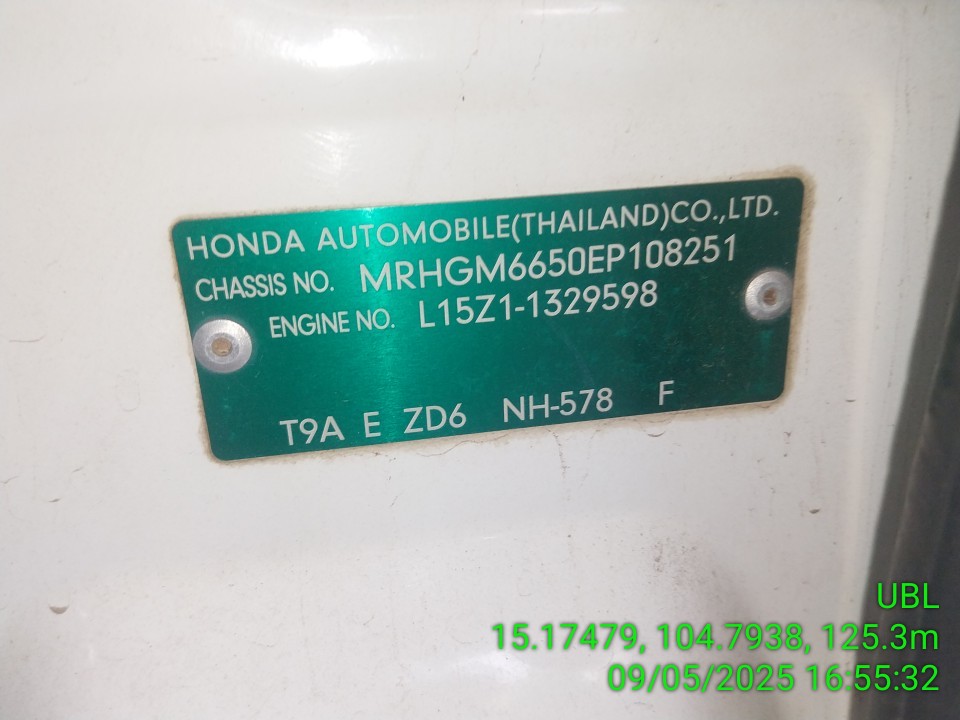 HONDA AUTOMOBILE(THAILAND)CO.,LTD.
CHASSIS NO. MRHGM6650EP108251
ENGINE NO. L15Z1-1329598
T9A E ZD6 NH-578 F
UBL
15.17479, 104.7938, 125.3m
09/05/2025 16:55:32